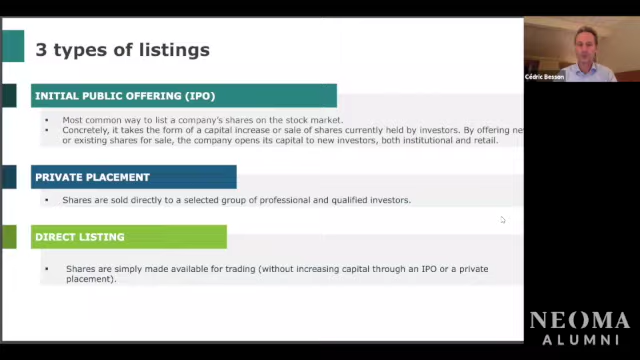 3 types of listings
Cédric Besson
INITIAL PUBLIC OFFERING (IPO)
▪ Most common way to list a company's shares on the stock market.
▪ Concretely, it takes the form of a capital increase or sale of shares currently held by investors. By offering
or existing shares for sale, the company opens its capital to new investors, both institutional and retail.
PRIVATE PLACEMENT
▪ Shares are sold directly to a selected group of professional and qualified investors.
DIRECT LISTING
▪ Shares are simply made available for trading (without increasing capital through an IPO or a private
placement).
NEOMA
ALUMNI